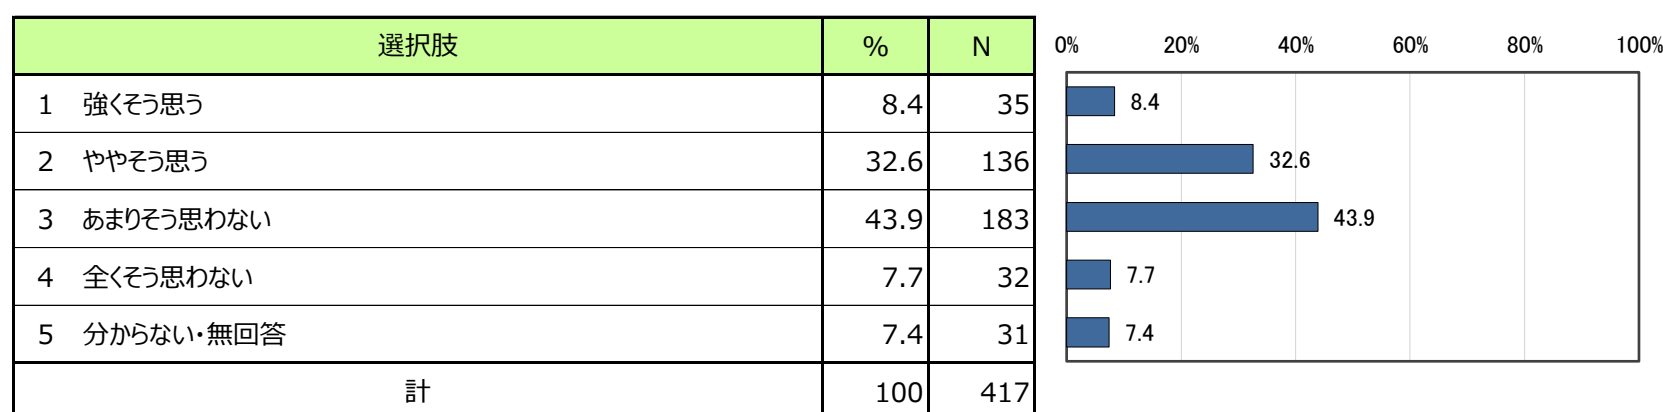 選択肢 % N
1 強くそう思う 8.4 35
2 ややそう思う 32.6 136
3 あまりそう思わない 43.9 183
4 全くそう思わない 7.7 32
5 分からない・無回答 7.4 31
計 100 417
0% 20% 40% 60% 80% 100%
8.4
32.6
43.9
7.7
7.4